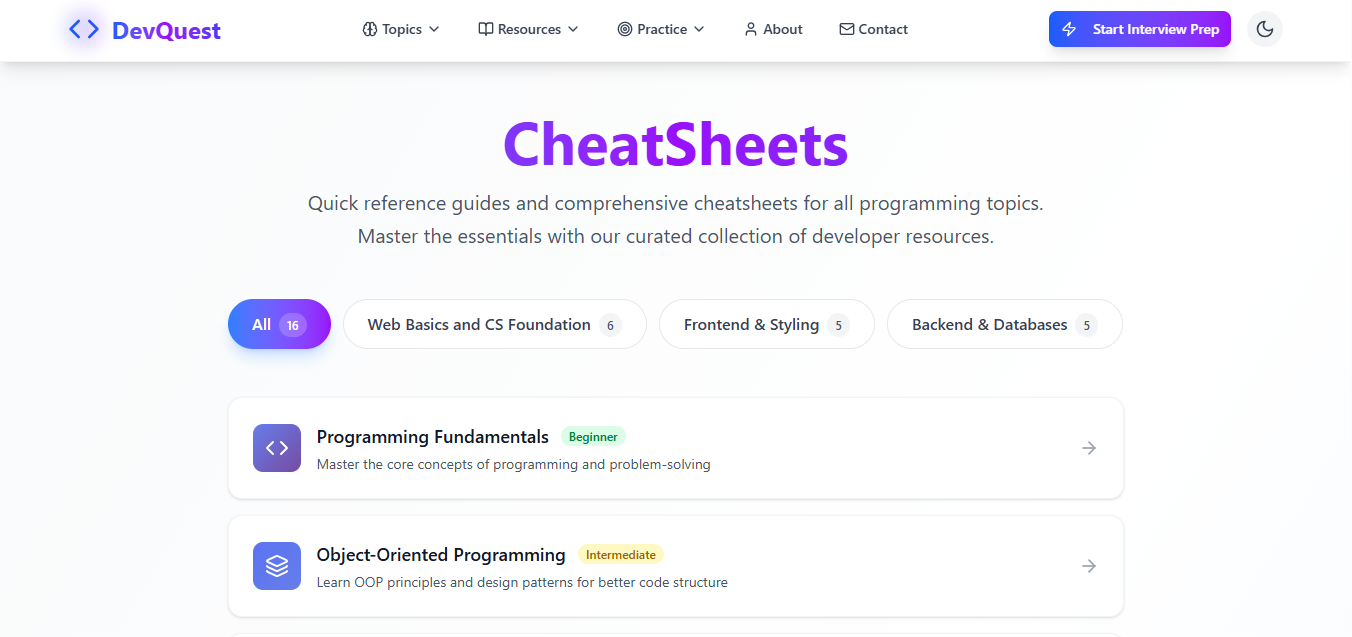 DevQuest
Topics
Resources
Practice
About
Contact
Start Interview Prep
CheatSheets
Quick reference guides and comprehensive cheatsheets for all programming topics.
Master the essentials with our curated collection of developer resources.
All 16
Web Basics and CS Foundation 6
Frontend & Styling 5
Backend & Databases 5
Programming Fundamentals Beginner
Master the core concepts of programming and problem-solving
Object-Oriented Programming Intermediate
Learn OOP principles and design patterns for better code structure